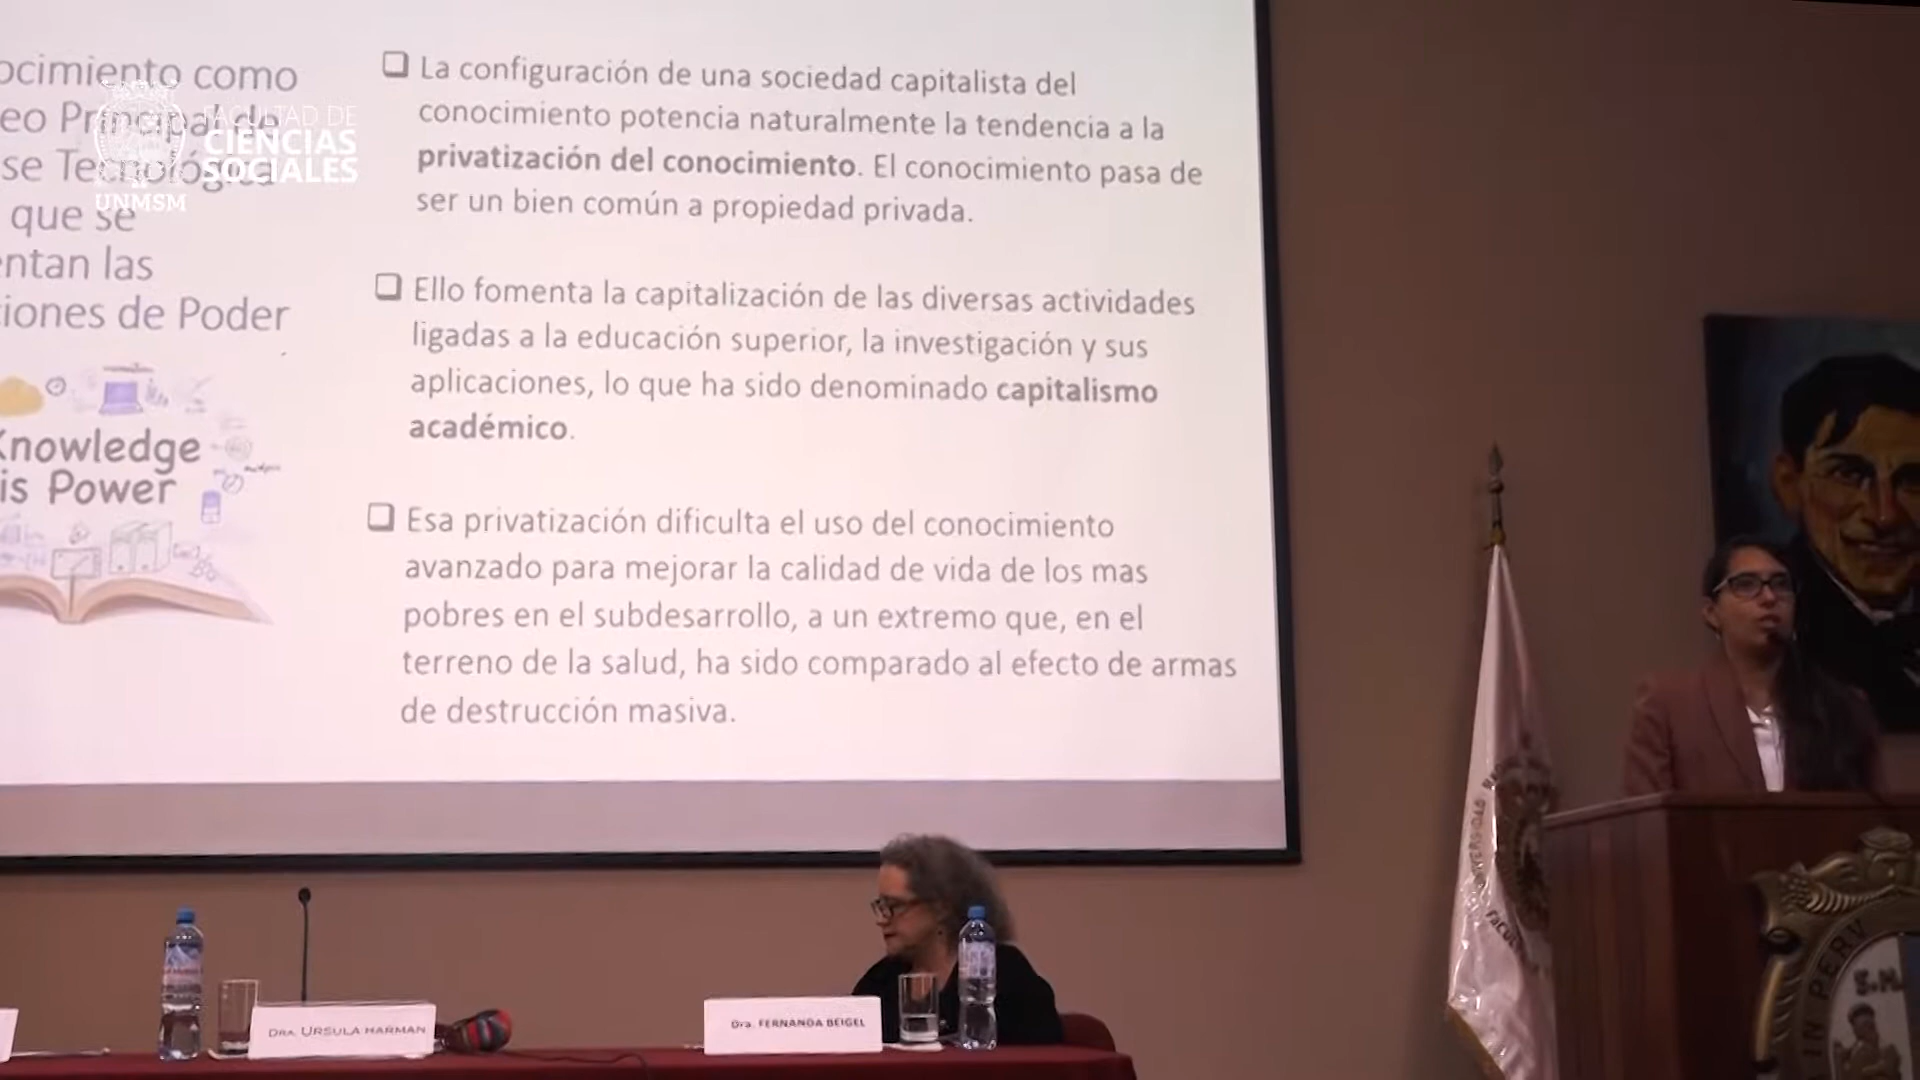 ocimiento como
eo Principal de
se Tecnológica
que se
entan las
ciones de Poder
Knowledge
is Power
FACULTAD DE
CIENCIAS
SOCIALES
UNMSM
La configuración de una sociedad capitalista del
conocimiento potencia naturalmente la tendencia a la
privatización del conocimiento. El conocimiento pasa de
ser un bien común a propiedad privada.
Ello fomenta la capitalización de las diversas actividades
ligadas a la educación superior, la investigación y sus
aplicaciones, lo que ha sido denominado capitalismo
académico.
Esa privatización dificulta el uso del conocimiento
avanzado para mejorar la calidad de vida de los mas
pobres en el subdesarrollo, a un extremo que, en el
terreno de la salud, ha sido comparado al efecto de armas
de destrucción masiva.
Dra. URSULA HARMAN
Dra. FERNANDA BEIGEL
IN PERV
S.M.